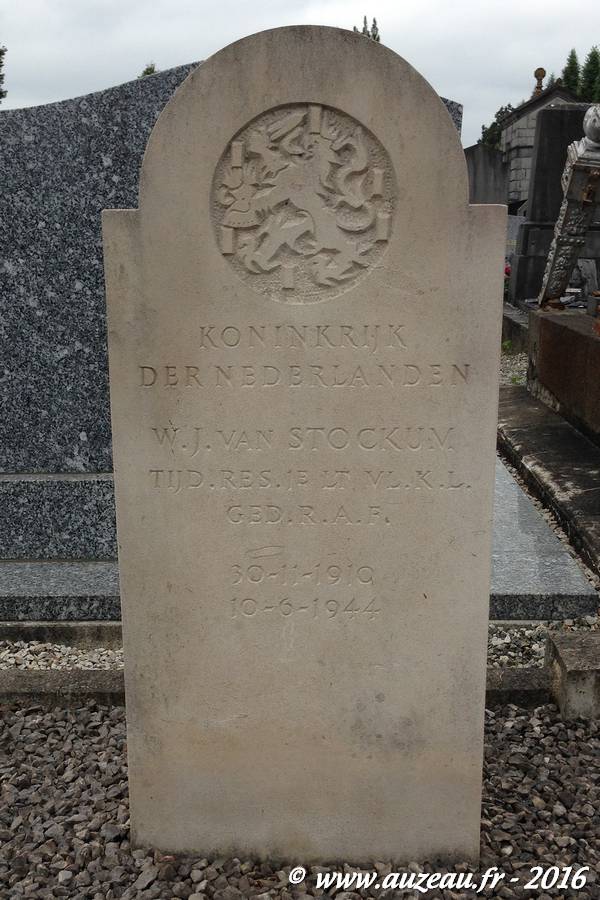 KONINKRIJK
DER NEDERLANDEN
W.J. VAN STOCKUM
TIJD. RES. 1E LT VL.K.L.
GED. R.A.F.
30-11-1910
10-6-1944
© www.auzeau.fr - 2016